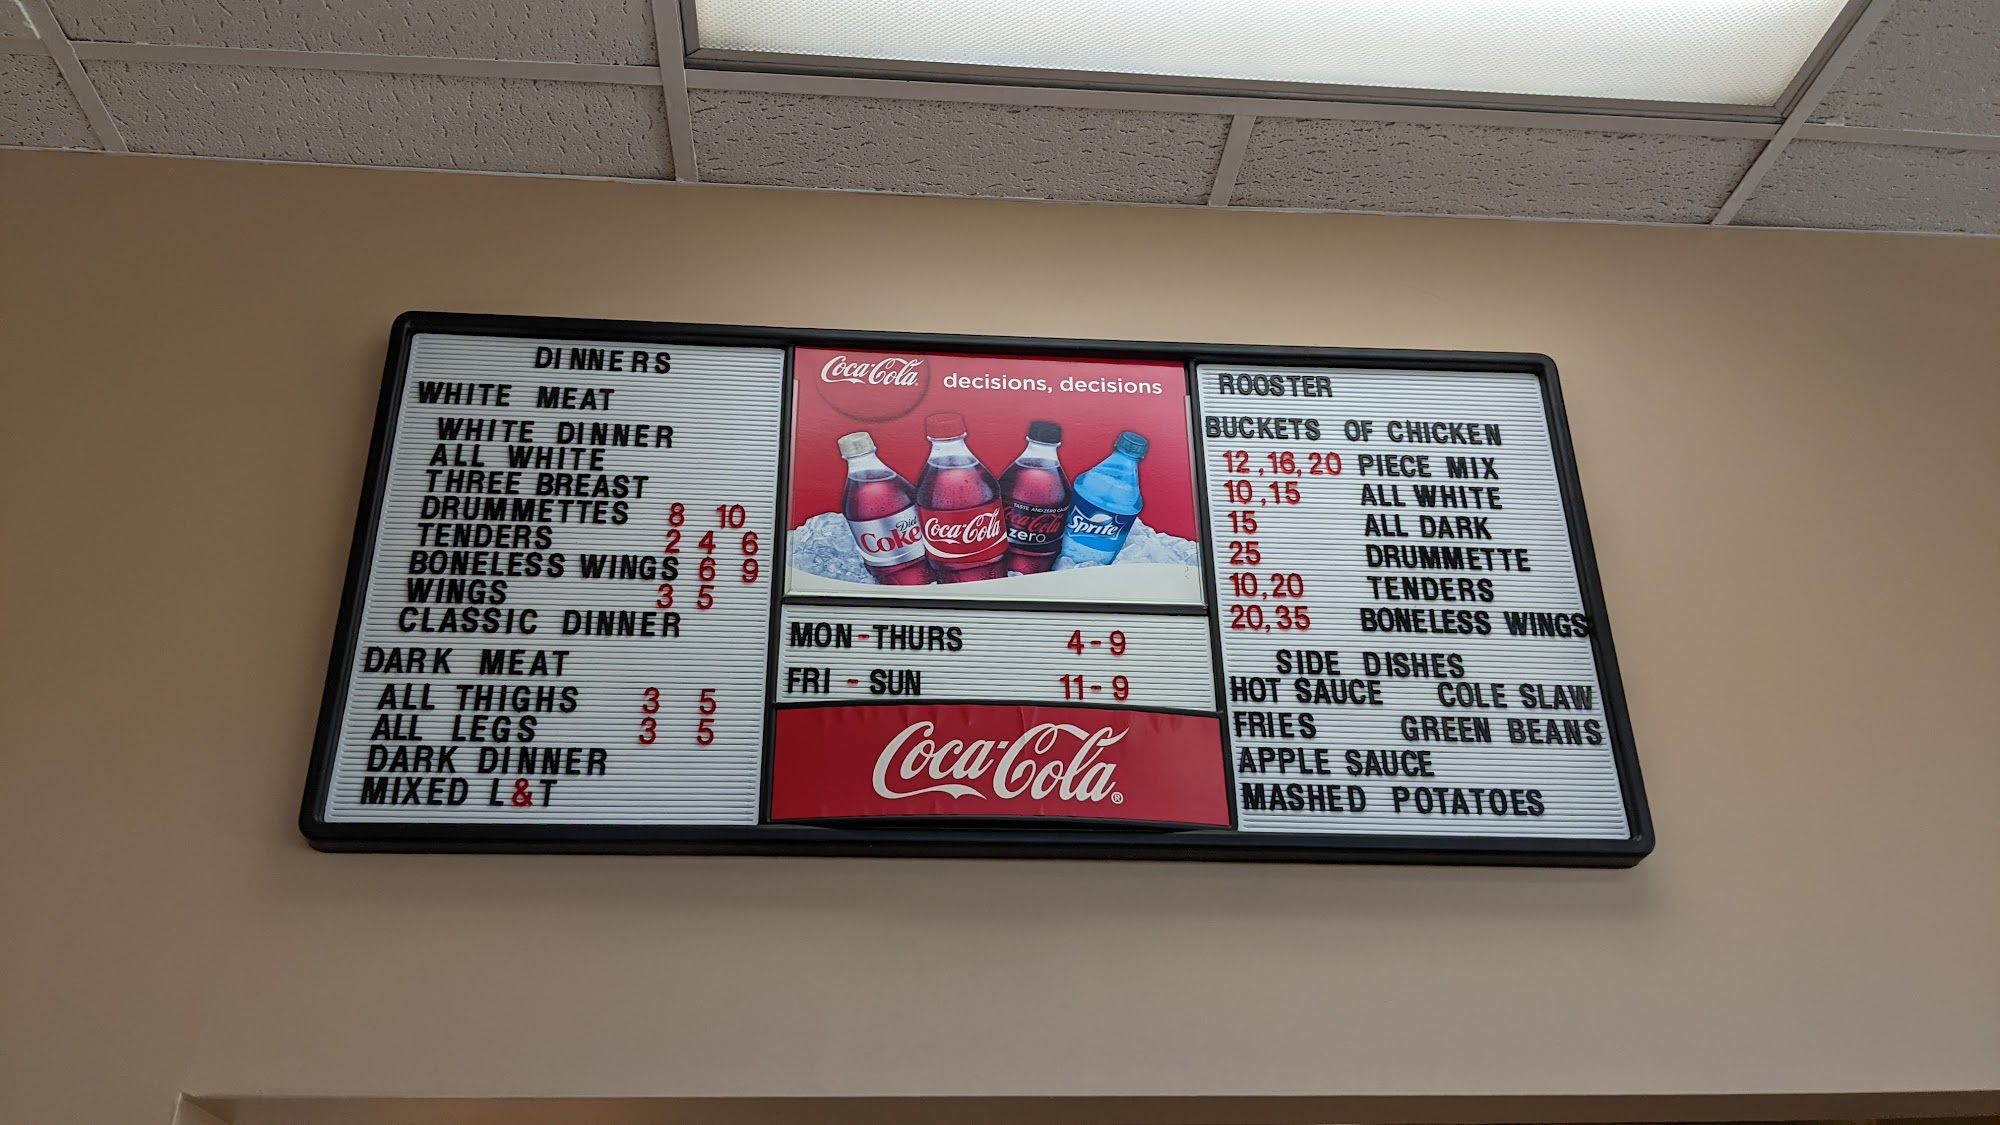 DINNERS
WHITE MEAT
WHITE DINNER
ALL WHITE
THREE BREAST
DRUMMETTES 8 10
TENDERS 2 4 6
BONELESS WINGS 6 9
WINGS 3 5
CLASSIC DINNER
DARK MEAT
ALL THIGHS 3 5
ALL LEGS 3 5
DARK DINNER
MIXED L&T
Coca-Cola
decisions, decisions
Diet Coke
Coca-Cola
Coca-Cola zero
Sprite
MON-THURS 4-9
FRI - SUN 11-9
Coca-Cola®
ROOSTER
BUCKETS OF CHICKEN
12,16,20 PIECE MIX
10,15 ALL WHITE
15 ALL DARK
25 DRUMMETTE
10,20 TENDERS
20,35 BONELESS WINGS
SIDE DISHES
HOT SAUCE COLE SLAW
FRIES GREEN BEANS
APPLE SAUCE
MASHED POTATOES